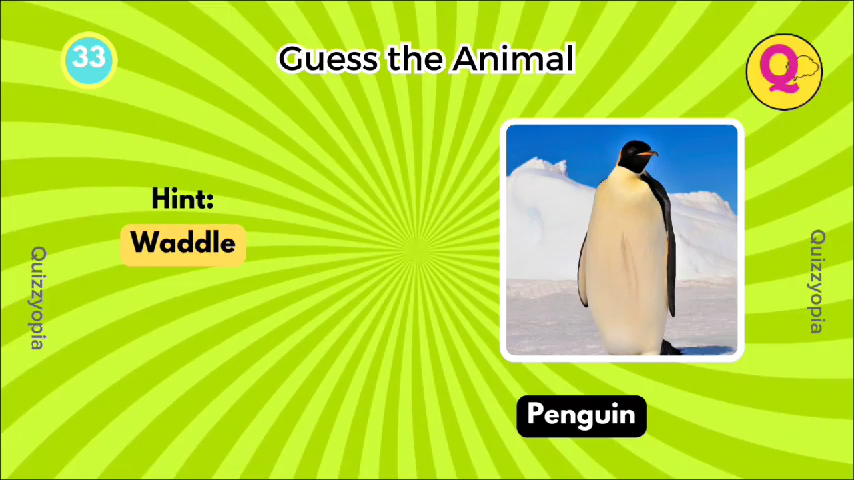 33
Guess the Animal
Q
Hint:
Waddle
Quizzyopia
Quizzyopia
Penguin